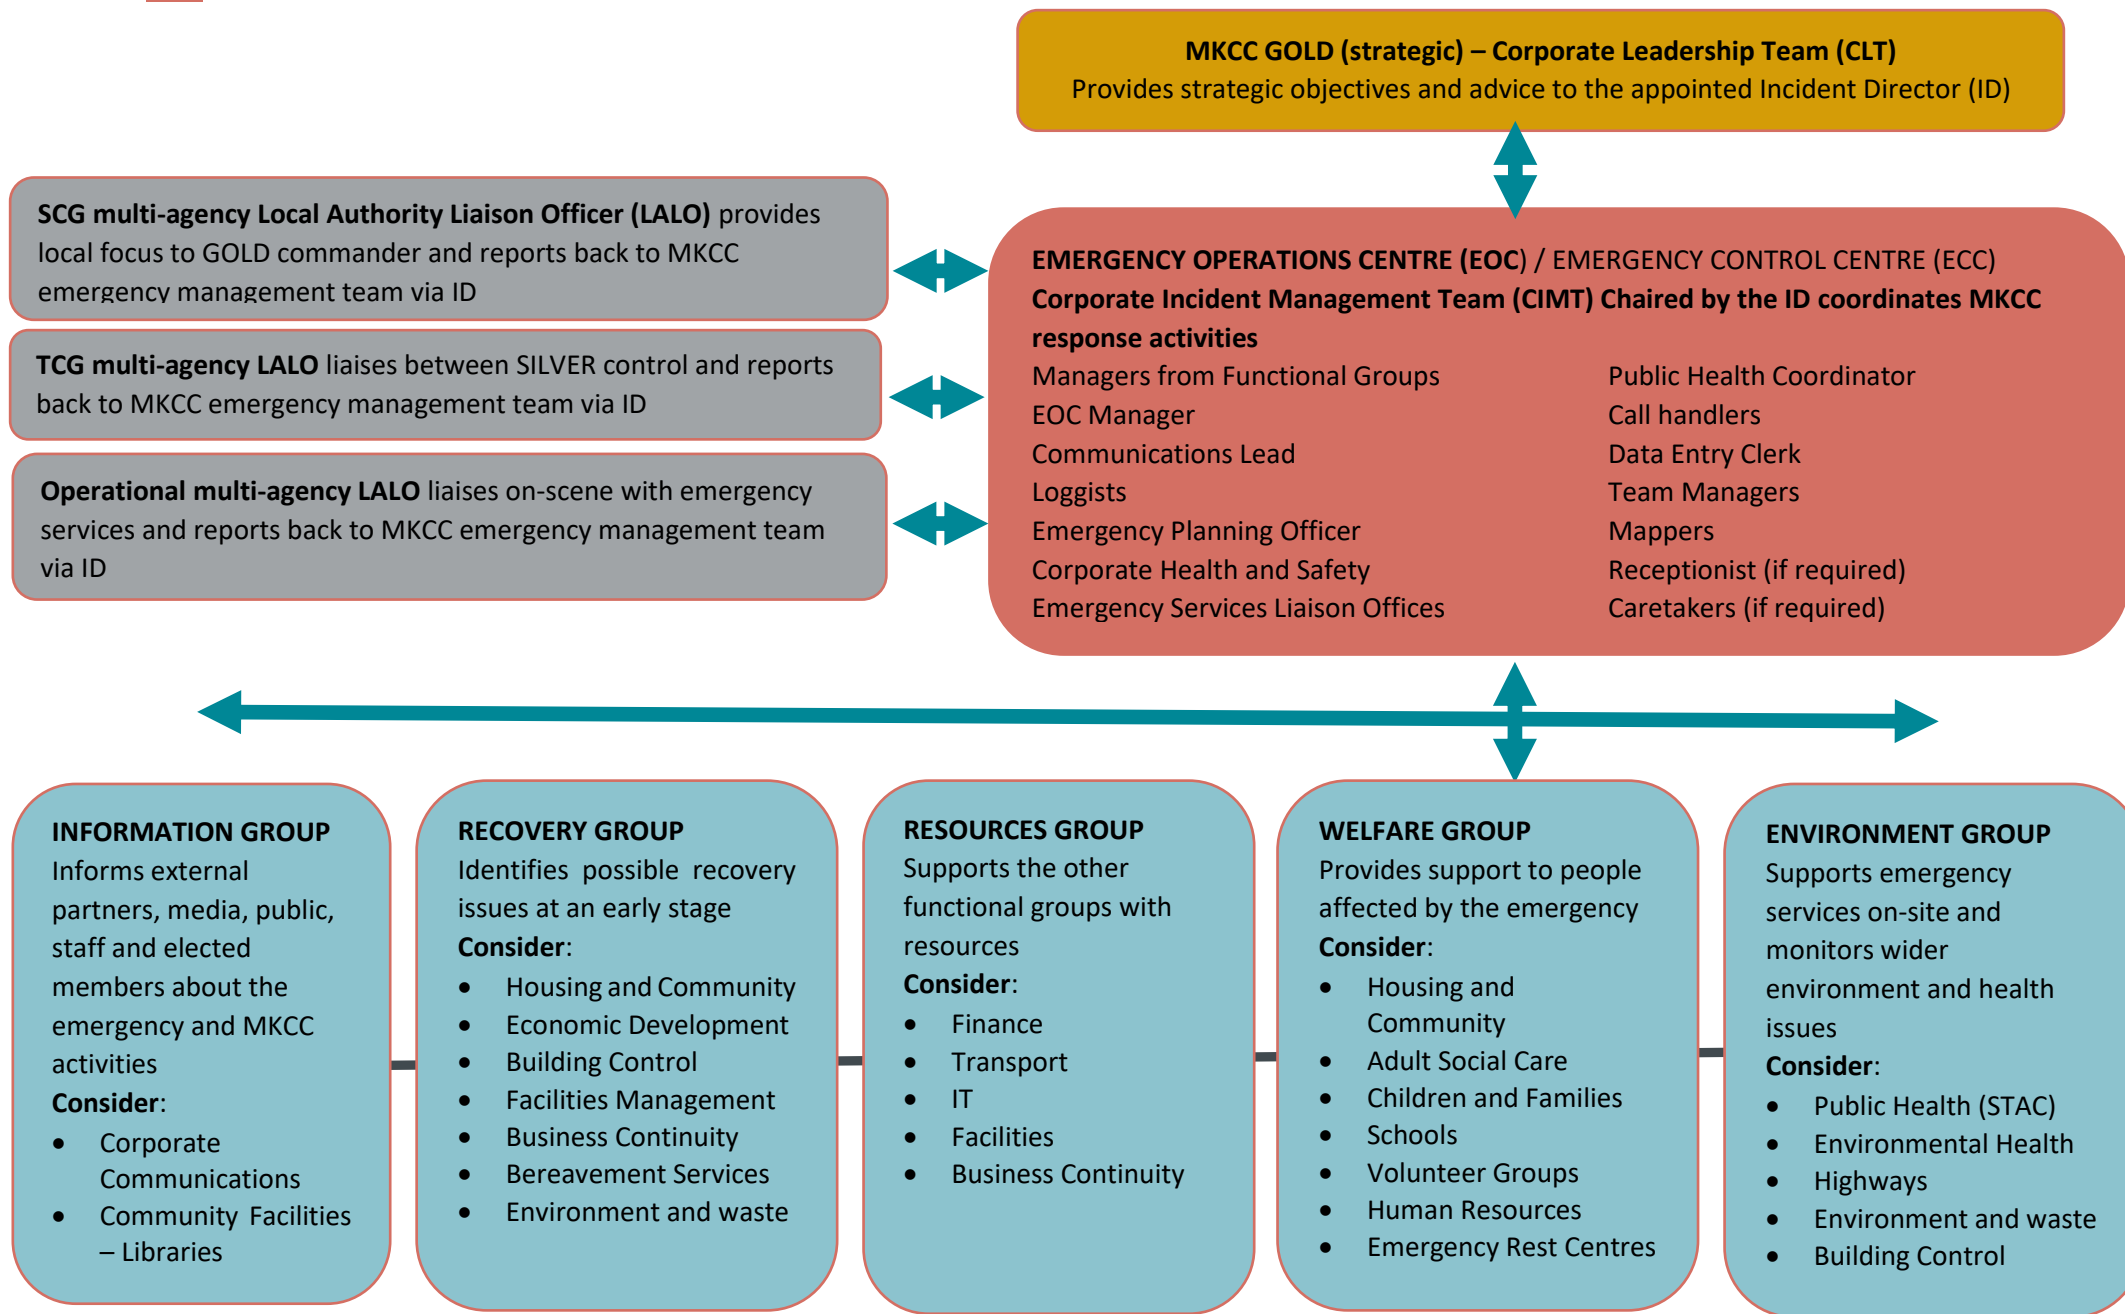 MKCC GOLD (strategic) – Corporate Leadership Team (CLT)
Provides strategic objectives and advice to the appointed Incident Director (ID)
SCG multi-agency Local Authority Liaison Officer (LALO) provides
local focus to GOLD commander and reports back to MKCC
emergency management team via ID
TCG multi-agency LALO liaises between SILVER control and reports
back to MKCC emergency management team via ID
Operational multi-agency LALO liaises on-scene with emergency
services and reports back to MKCC emergency management team
via ID
EMERGENCY OPERATIONS CENTRE (EOC) / EMERGENCY CONTROL CENTRE (ECC)
Corporate Incident Management Team (CIMT) Chaired by the ID coordinates MKCC
response activities
Managers from Functional Groups
EOC Manager
Communications Lead
Loggists
Emergency Planning Officer
Corporate Health and Safety
Emergency Services Liaison Offices
Public Health Coordinator
Call handlers
Data Entry Clerk
Team Managers
Mappers
Receptionist (if required)
Caretakers (if required)
INFORMATION GROUP
Informs external
partners, media, public,
staff and elected
members about the
emergency and MKCC
activities
Consider:
• Corporate
Communications
• Community Facilities
– Libraries
RECOVERY GROUP
Identifies possible recovery
issues at an early stage
Consider:
• Housing and Community
• Economic Development
• Building Control
• Facilities Management
• Business Continuity
• Bereavement Services
• Environment and waste
RESOURCES GROUP
Supports the other
functional groups with
resources
Consider:
• Finance
• Transport
• IT
• Facilities
• Business Continuity
WELFARE GROUP
Provides support to people
affected by the emergency
Consider:
• Housing and
Community
• Adult Social Care
• Children and Families
• Schools
• Volunteer Groups
• Human Resources
• Emergency Rest Centres
ENVIRONMENT GROUP
Supports emergency
services on-site and
monitors wider
environment and health
issues
Consider:
• Public Health (STAC)
• Environmental Health
• Highways
• Environment and waste
• Building Control